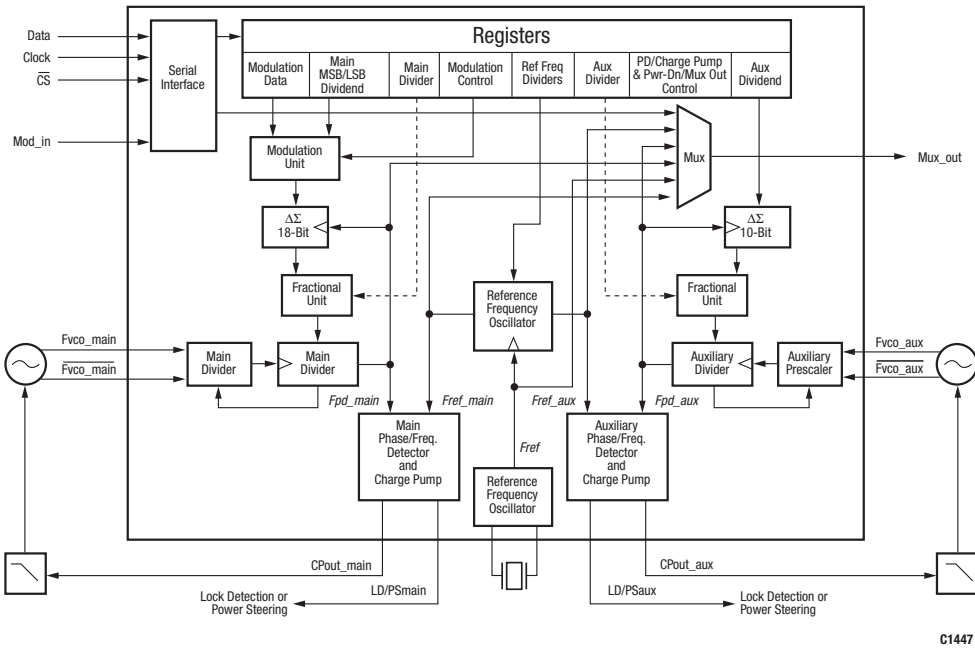 Data
Clock
CS
Mod_in
Serial
Interface
Registers
Modulation
Data
Main
MSB/LSB
Dividend
Main
Divider
Modulation
Control
Ref Freq
Dividers
Aux
Divider
PD/Charge Pump
& Pwr-Dn/Mux Out
Control
Aux
Dividend
Modulation
Unit
Mux
Mux_out
ΔΣ
18-Bit
ΔΣ
10-Bit
Fractional
Unit
Reference
Frequency
Oscillator
Fractional
Unit
Fvco_main
Fvco_main
Main
Divider
Main
Divider
Auxiliary
Divider
Auxiliary
Prescaler
Fvco_aux
Fvco_aux
Fpd_main
Fref_main
Fref_aux
Fpd_aux
Main
Phase/Freq.
Detector
and
Charge Pump
Fref
Auxiliary
Phase/Freq.
Detector
and
Charge Pump
Reference
Frequency
Oscillator
CPout_main
CPout_aux
LD/PSmain
LD/PSaux
Lock Detection or
Power Steering
Lock Detection or
Power Steering
C1447